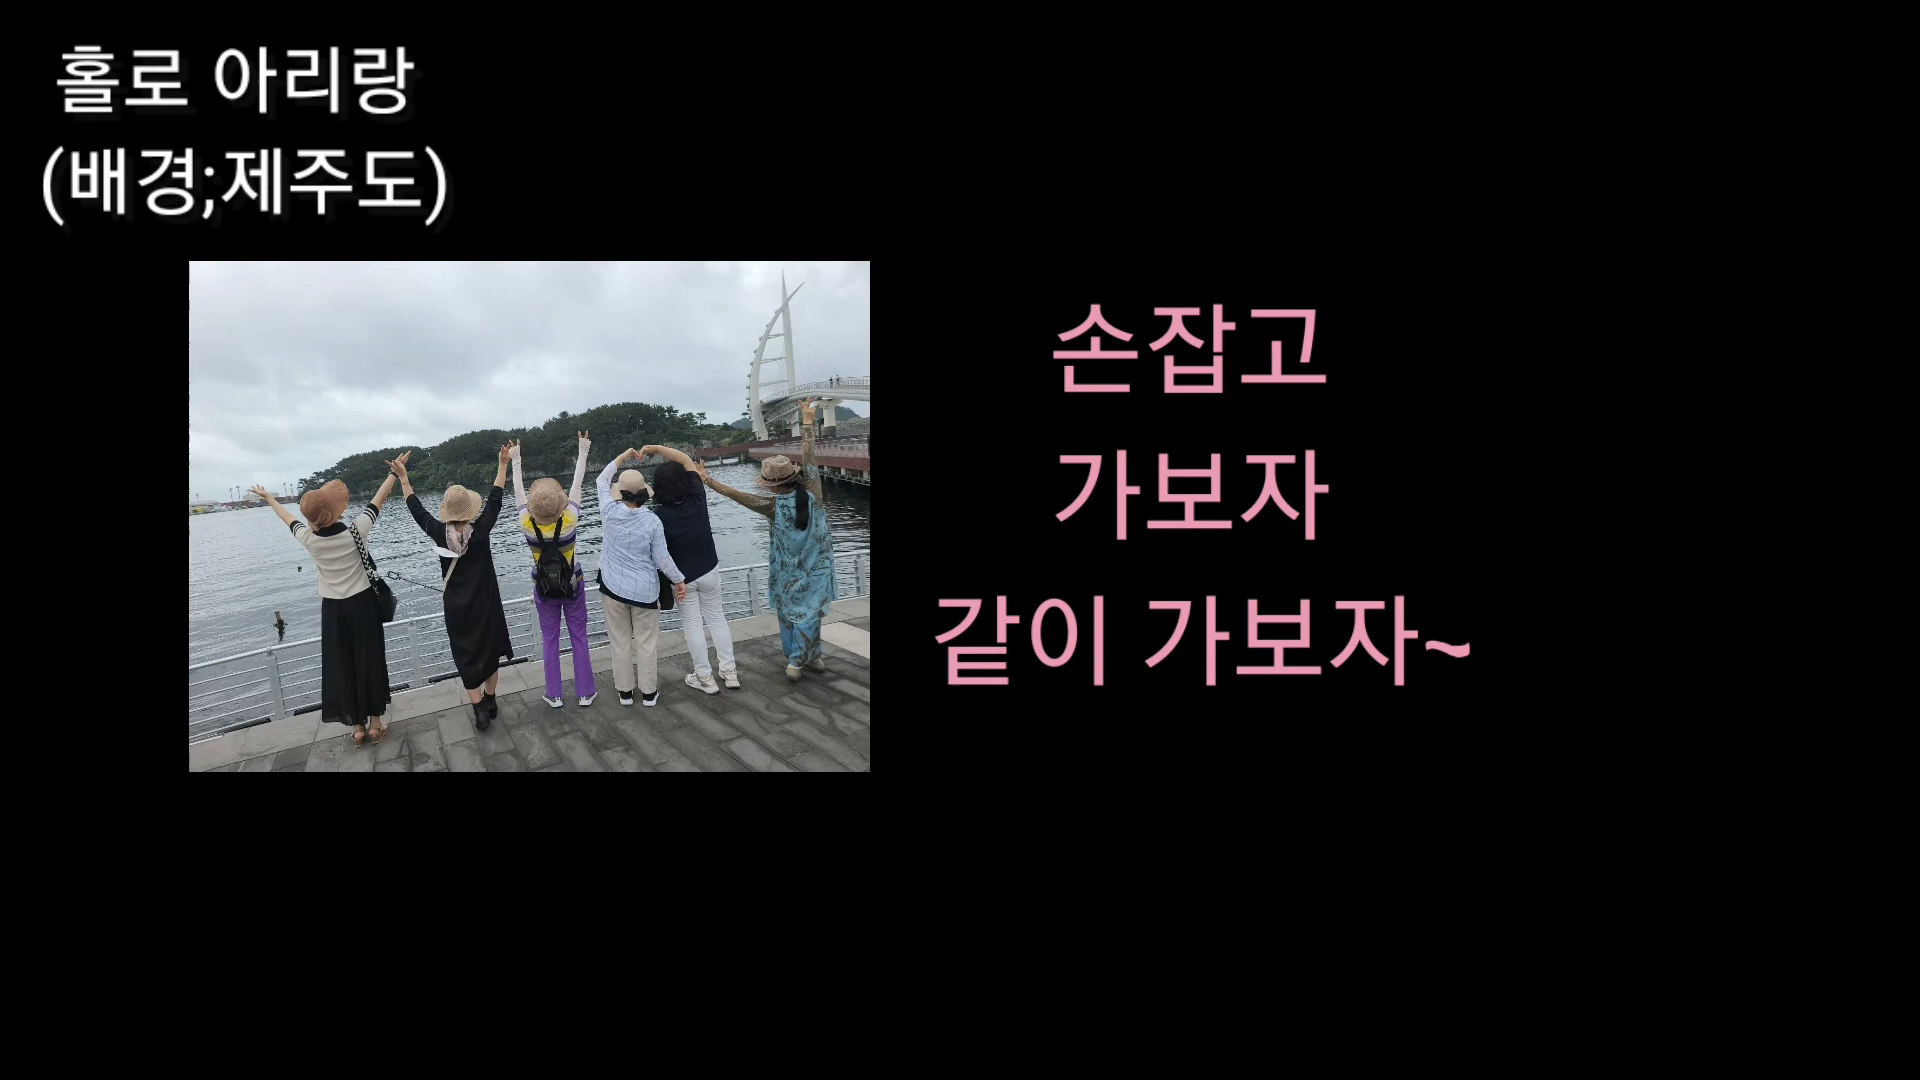 홀로 아리랑
(배경;제주도)
손잡고
가보자
같이 가보자~